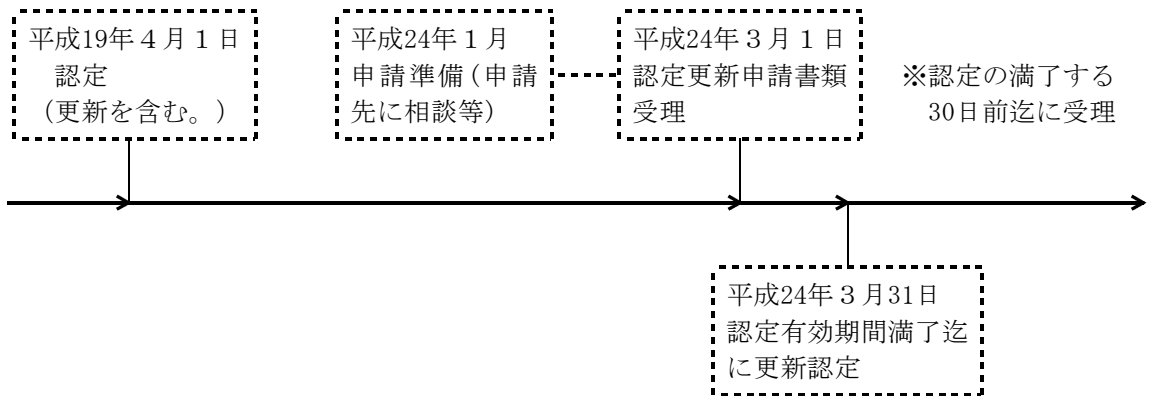 平成19年４月１日
認定
（更新を含む。）
平成24年１月
申請準備（申請
先に相談等）
平成24年３月１日
認定更新申請書類
受理
※認定の満了する
30日前迄に受理
平成24年３月31日
認定有効期間満了迄
に更新認定